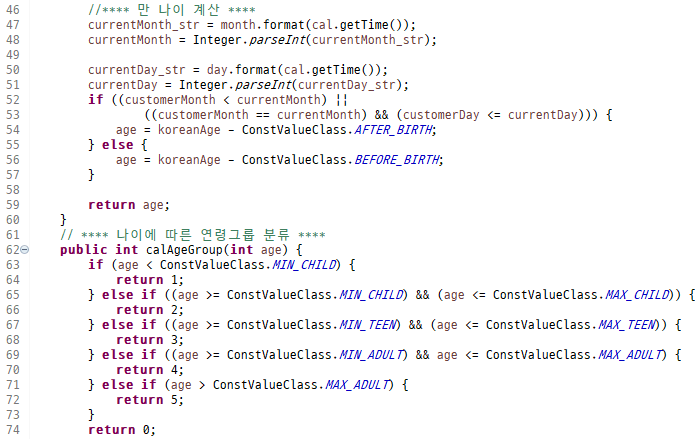 46 //**** 만 나이 계산 ****
47 currentMonth_str = month.format(cal.getTime());
48 currentMonth = Integer.parseInt(currentMonth_str);
49
50 currentDay_str = day.format(cal.getTime());
51 currentDay = Integer.parseInt(currentDay_str);
52 if ((customerMonth < currentMonth) ||
53 ((customerMonth == currentMonth) && (customerDay <= currentDay))) {
54 age = koreanAge - ConstValueClass.AFTER_BIRTH;
55 } else {
56 age = koreanAge - ConstValueClass.BEFORE_BIRTH;
57 }
58
59 return age;
60 }
61 // **** 나이에 따른 연령그룹 분류 ****
62 public int calAgeGroup(int age) {
63 if (age < ConstValueClass.MIN_CHILD) {
64 return 1;
65 } else if ((age >= ConstValueClass.MIN_CHILD) && (age <= ConstValueClass.MAX_CHILD)) {
66 return 2;
67 } else if ((age >= ConstValueClass.MIN_TEEN) && (age <= ConstValueClass.MAX_TEEN)) {
68 return 3;
69 } else if ((age >= ConstValueClass.MIN_ADULT) && age <= ConstValueClass.MAX_ADULT) {
70 return 4;
71 } else if (age > ConstValueClass.MAX_ADULT) {
72 return 5;
73 }
74 return 0;